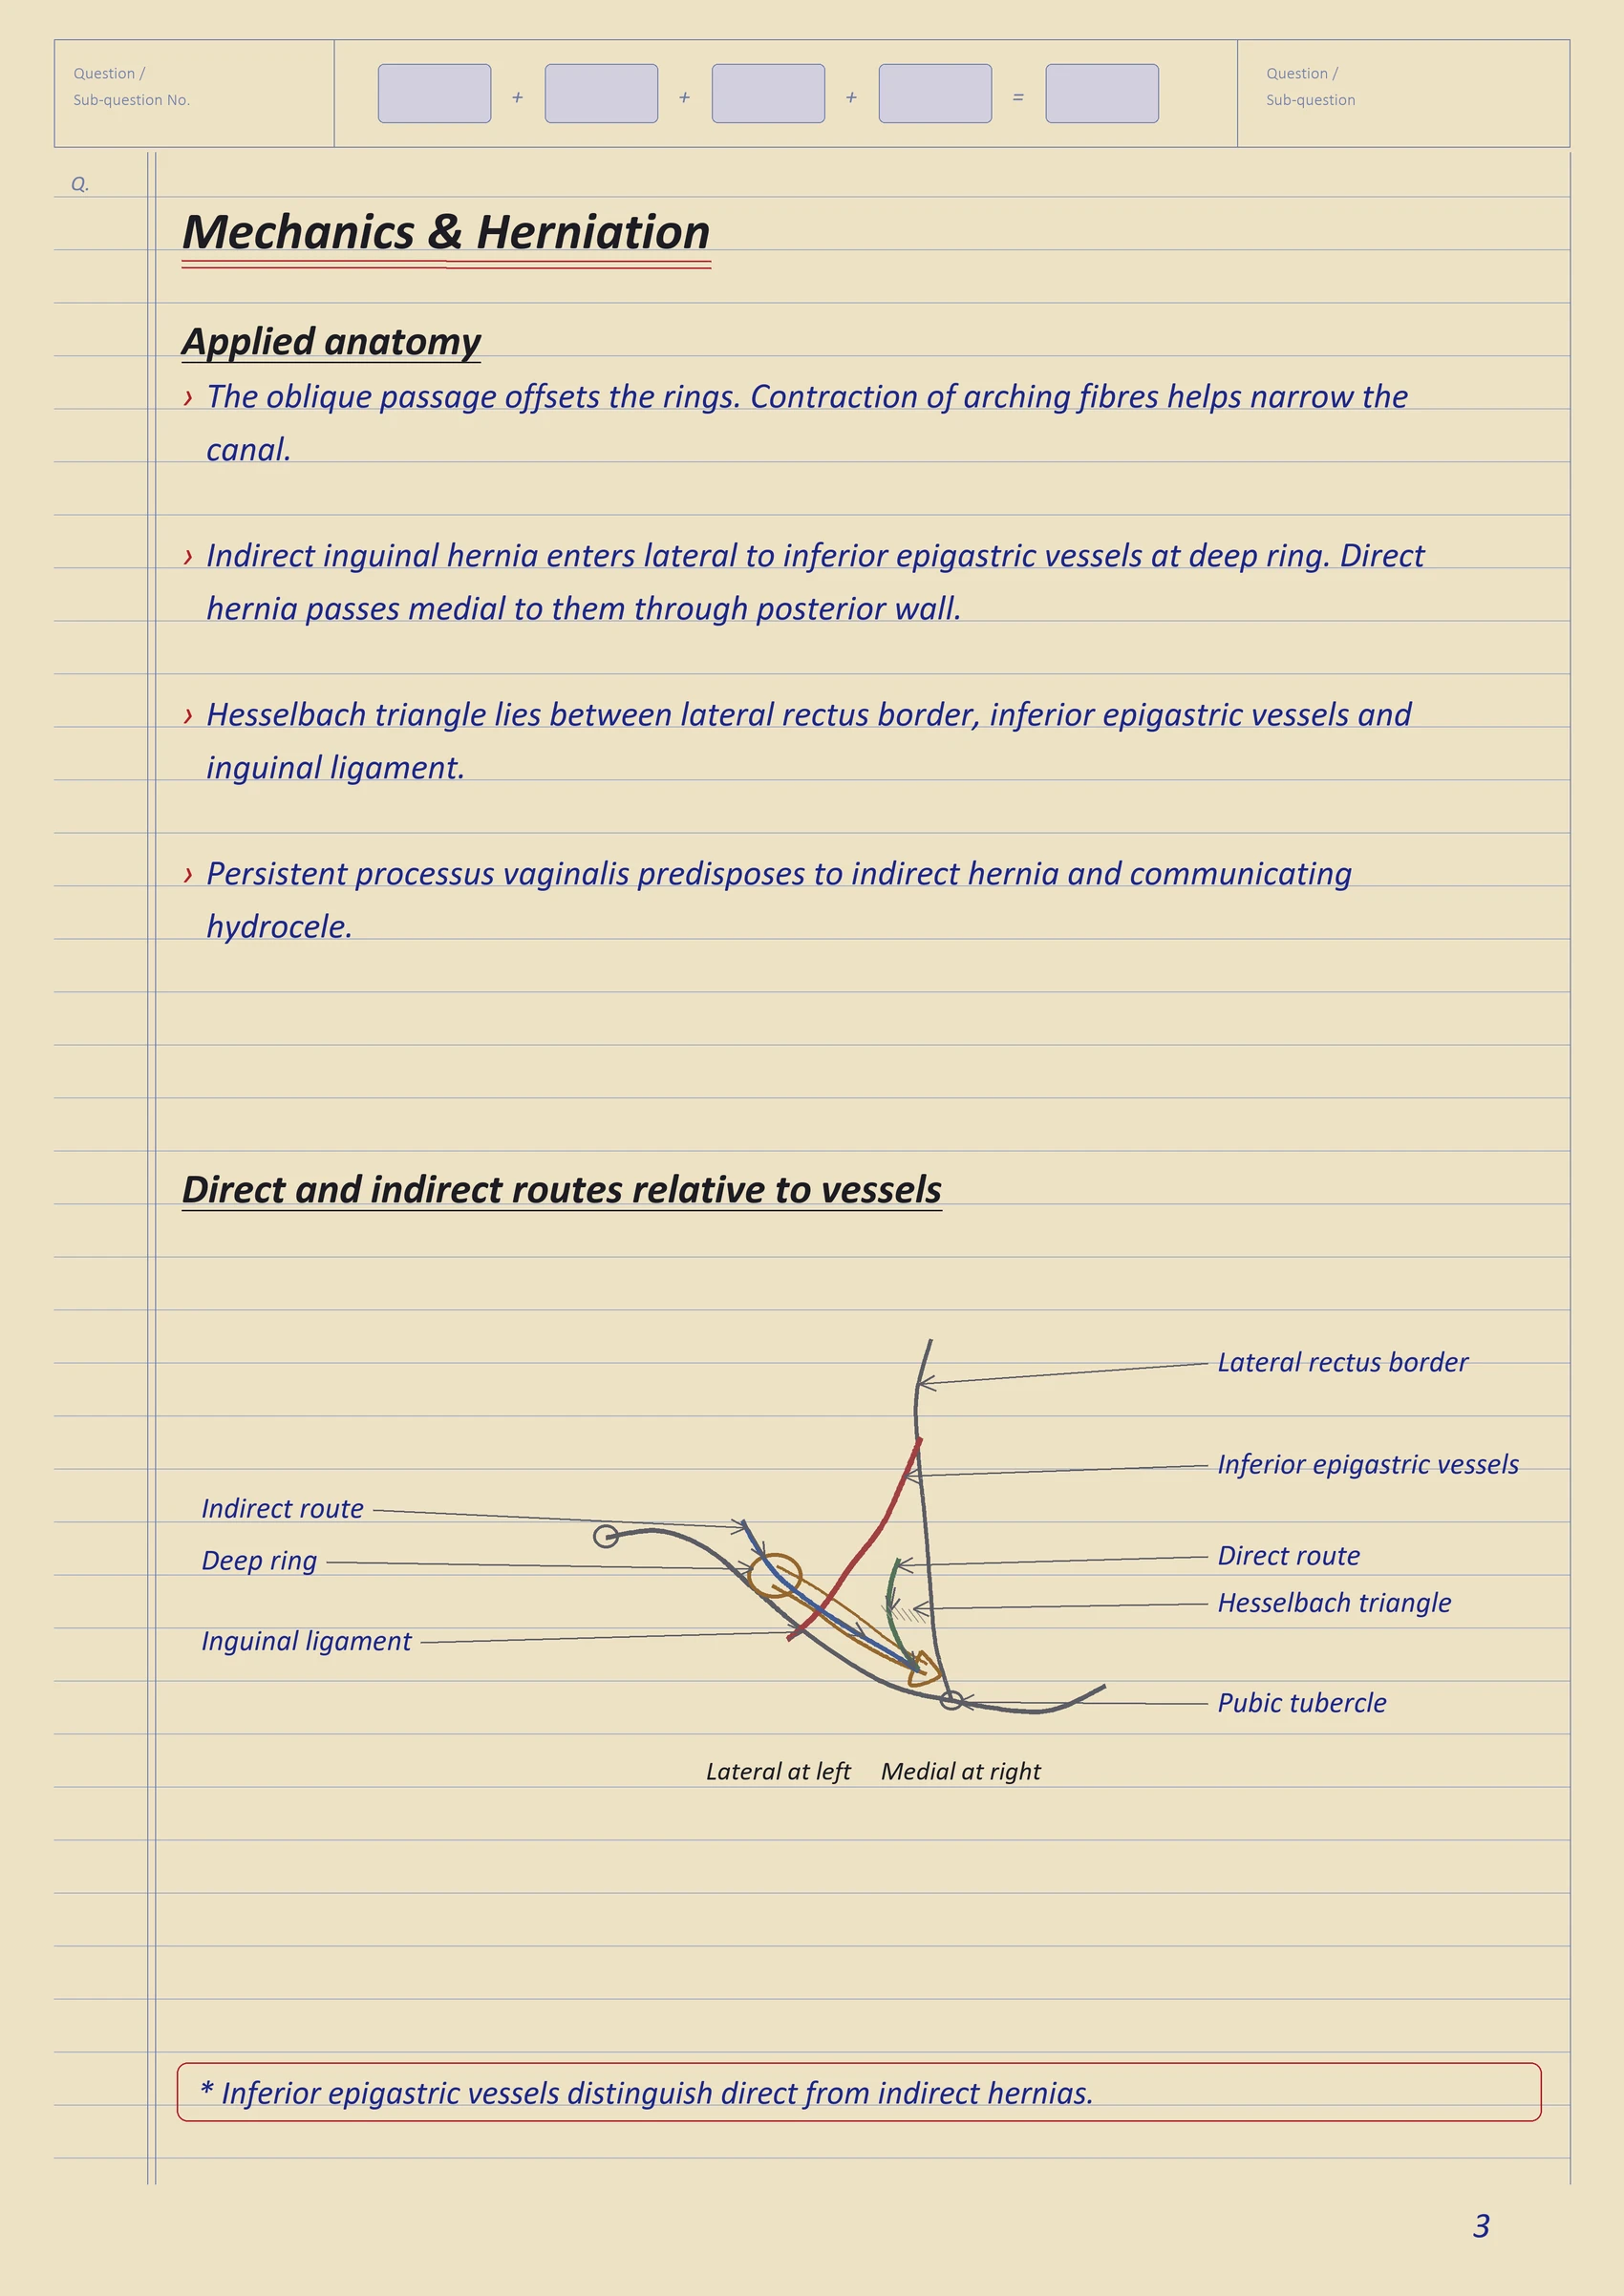 Question /
Sub-question No.
+ + + =
Question /
Sub-question
Q.
Mechanics & Herniation
Applied anatomy
› The oblique passage offsets the rings. Contraction of arching fibres helps narrow the
canal.
› Indirect inguinal hernia enters lateral to inferior epigastric vessels at deep ring. Direct
hernia passes medial to them through posterior wall.
› Hesselbach triangle lies between lateral rectus border, inferior epigastric vessels and
inguinal ligament.
› Persistent processus vaginalis predisposes to indirect hernia and communicating
hydrocele.
Direct and indirect routes relative to vessels
Lateral rectus border
Inferior epigastric vessels
Indirect route
Direct route
Deep ring
Hesselbach triangle
Inguinal ligament
Pubic tubercle
Lateral at left Medial at right
* Inferior epigastric vessels distinguish direct from indirect hernias.
3